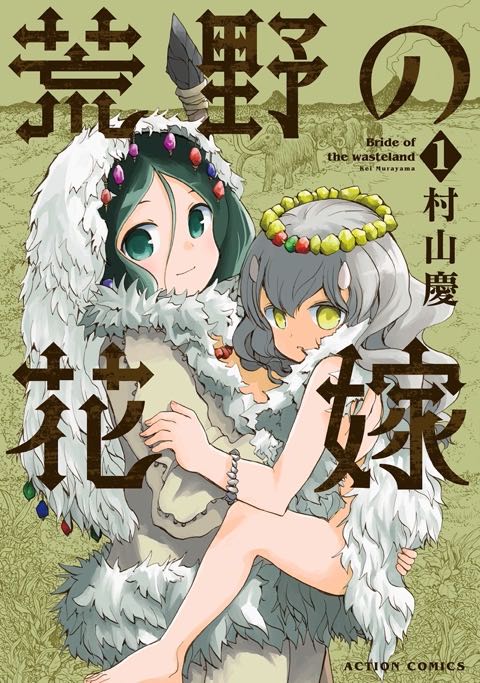 荒野の
花嫁
Bride of
the wasteland
Kei Murayama
1
村山慶
ACTION COMICS